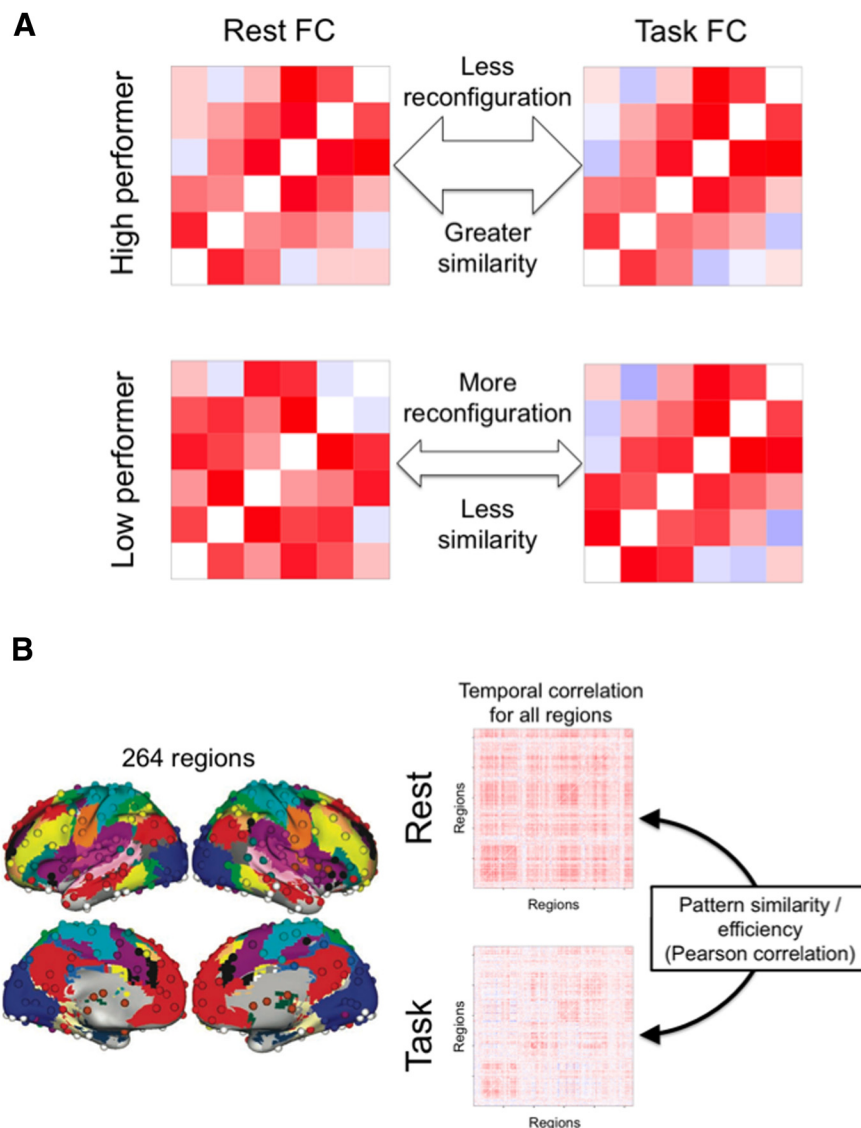 A
Rest FC
Task FC
High performer
Less
reconfiguration
Greater
similarity
Low performer
More
reconfiguration
Less
similarity
B
264 regions
Temporal correlation
for all regions
Rest
Regions
Regions
Pattern similarity /
efficiency
(Pearson correlation)
Task
Regions
Regions